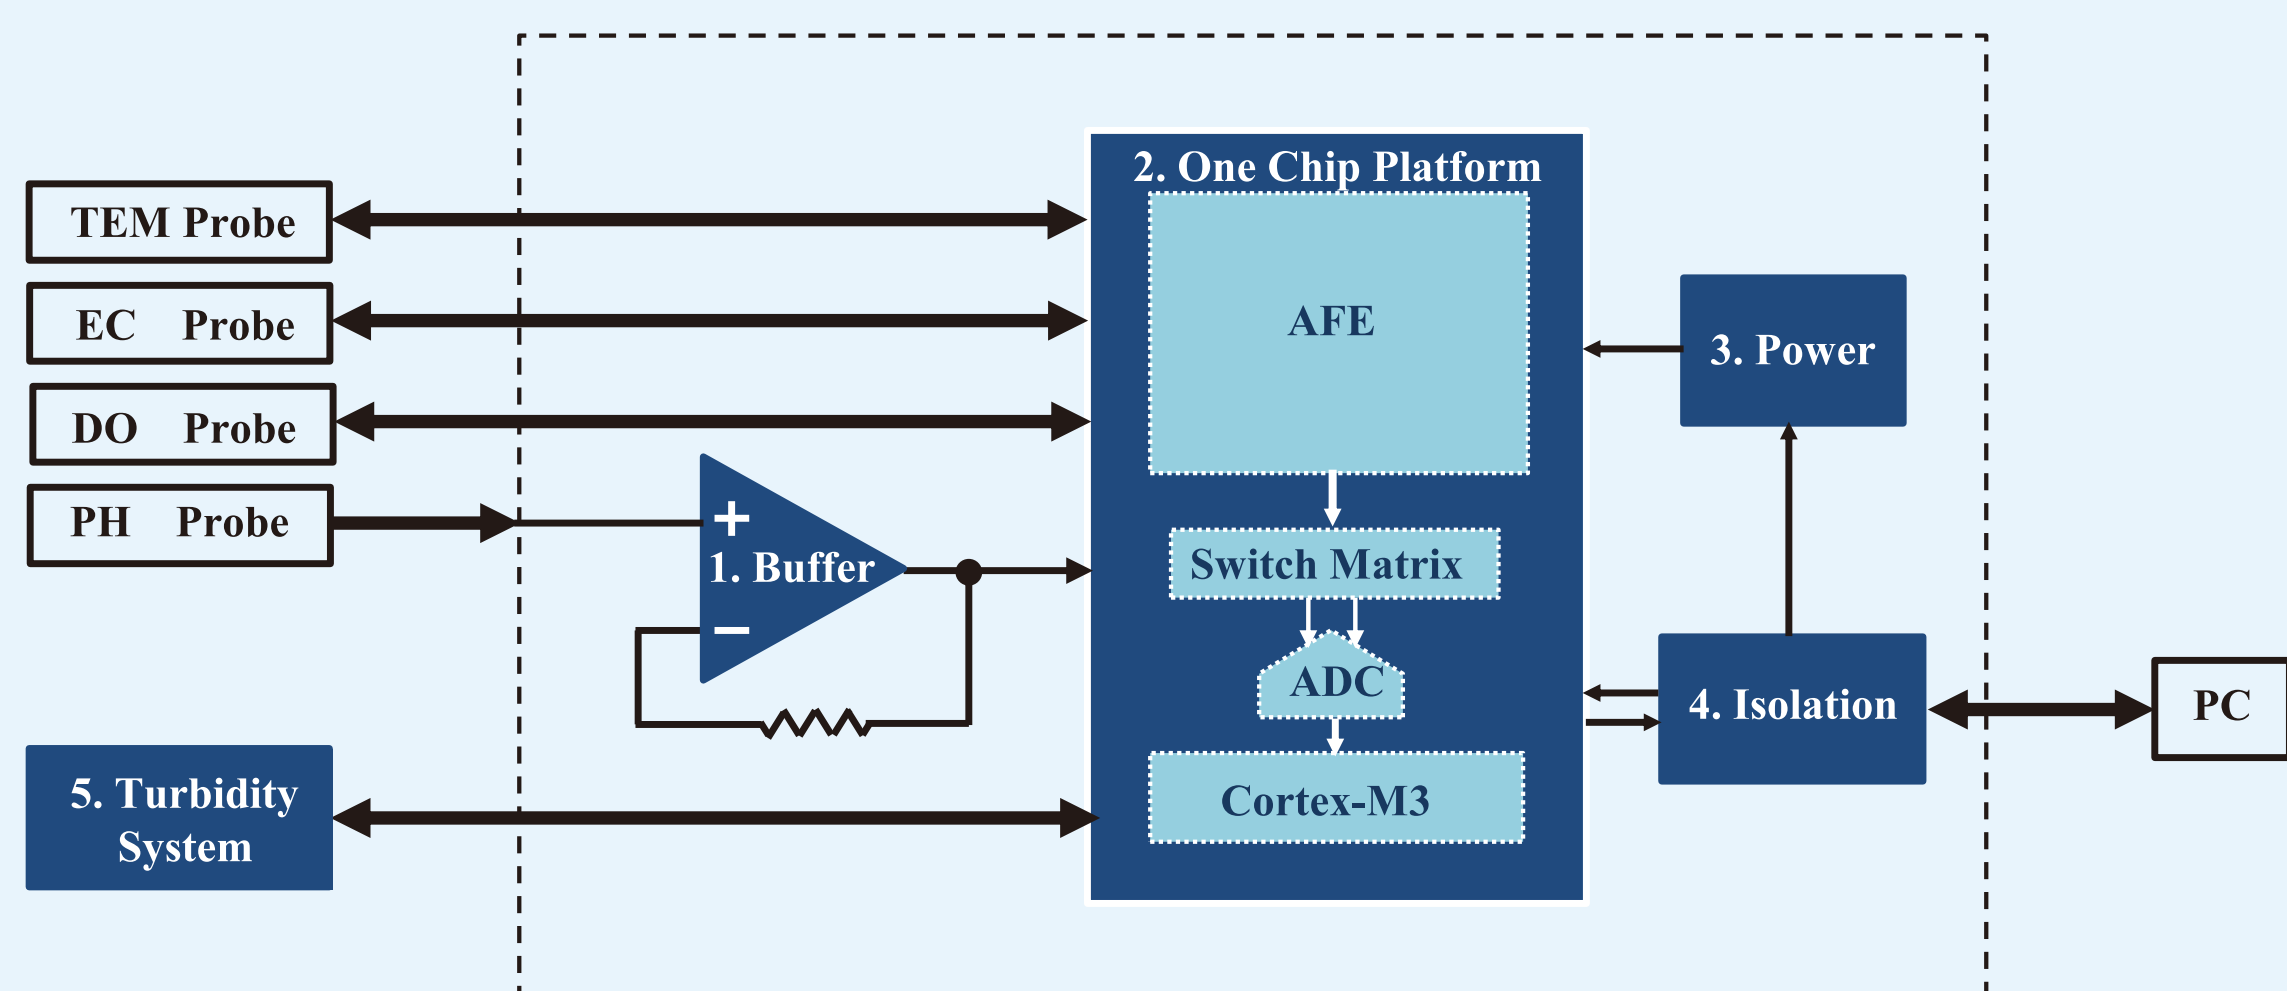 2. One Chip Platform
TEM Probe
EC Probe
DO Probe
PH Probe
AFE
3. Power
+
1. Buffer
−
Switch Matrix
ADC
4. Isolation
PC
5. Turbidity
System
Cortex-M3